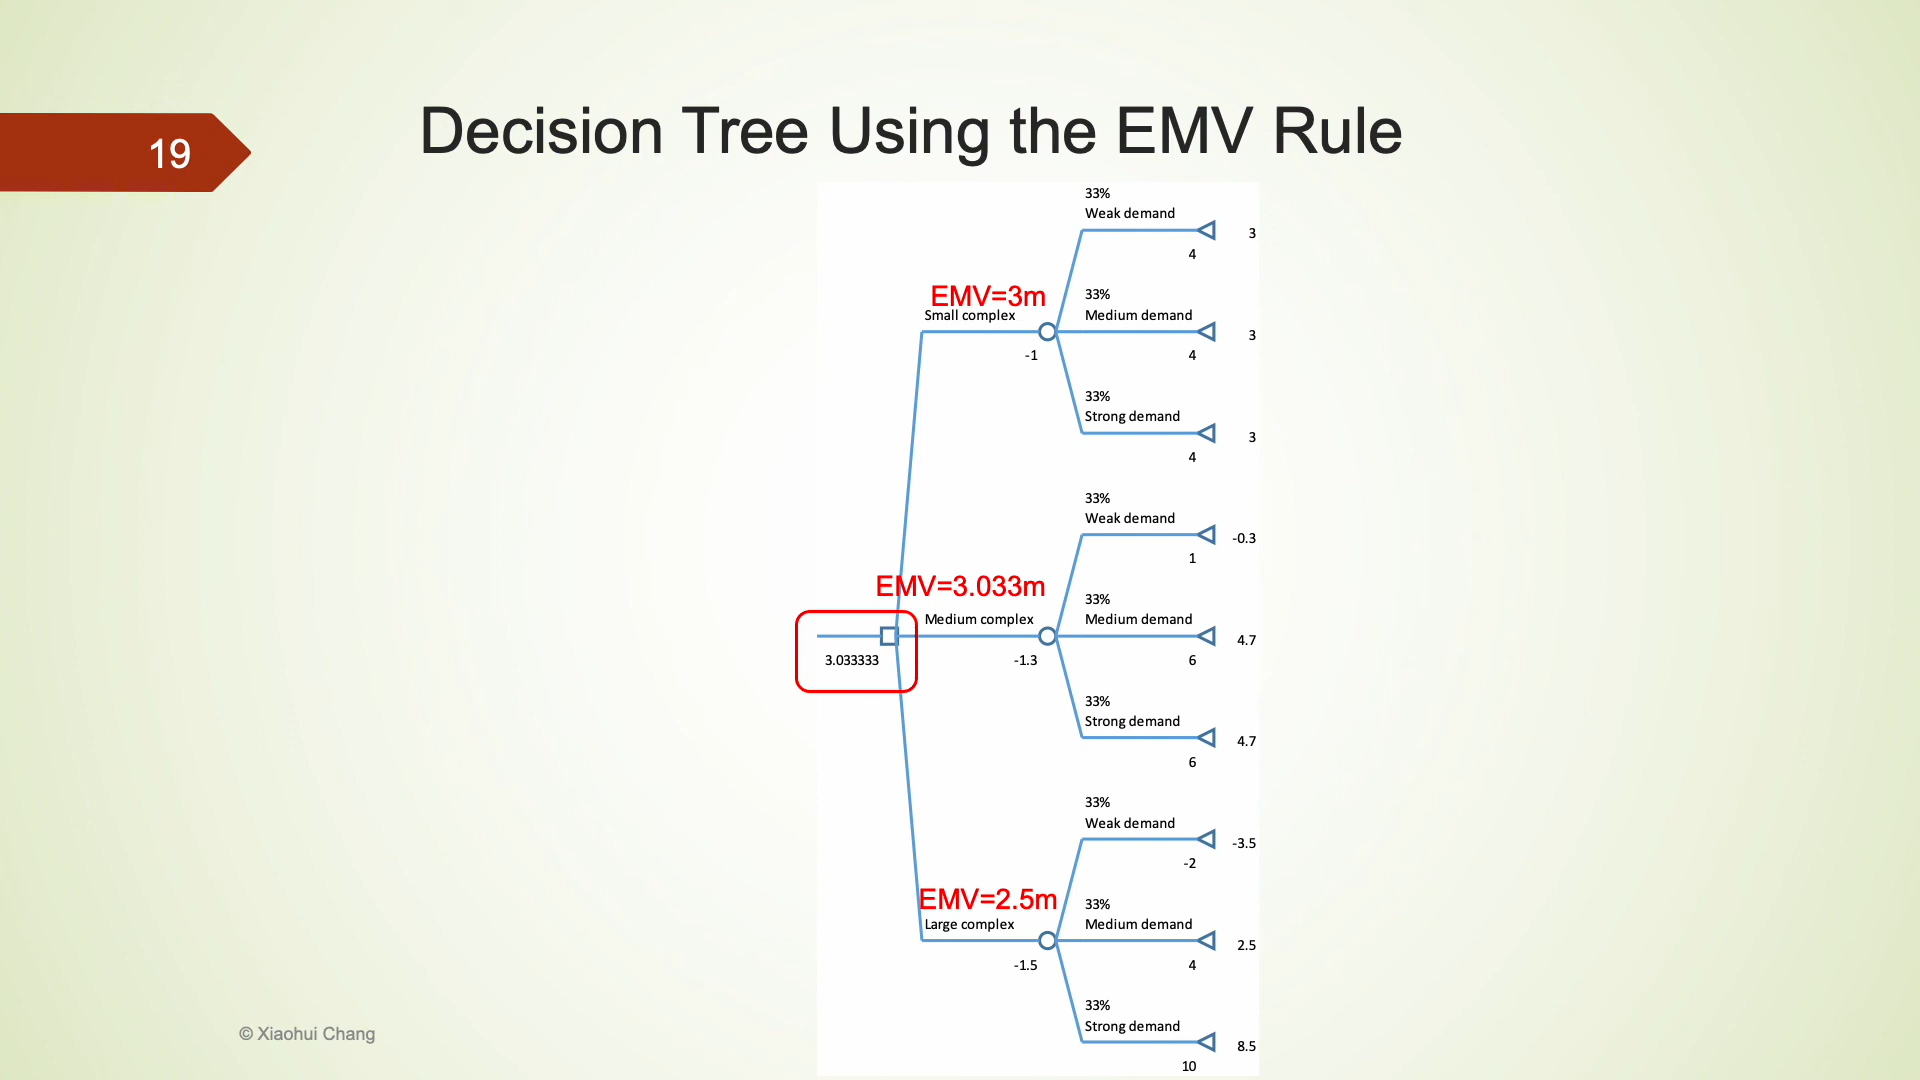 19
Decision Tree Using the EMV Rule
33%
Weak demand
3
4
EMV=3m
33%
Small complex
Medium demand
3
-1
4
33%
Strong demand
3
4
33%
Weak demand
-0.3
1
EMV=3.033m
33%
Medium complex
Medium demand
4.7
3.033333
-1.3
6
33%
Strong demand
4.7
6
33%
Weak demand
-3.5
-2
EMV=2.5m
33%
Large complex
Medium demand
2.5
-1.5
4
33%
Strong demand
8.5
10
© Xiaohui Chang